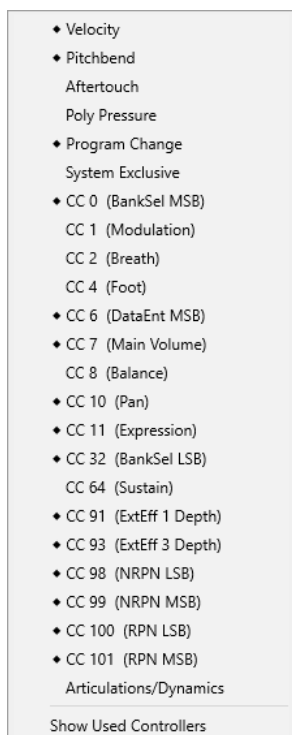 ◆ Velocity
◆ Pitchbend
Aftertouch
Poly Pressure
◆ Program Change
System Exclusive
◆ CC 0 (BankSel MSB)
CC 1 (Modulation)
CC 2 (Breath)
CC 4 (Foot)
◆ CC 6 (DataEnt MSB)
◆ CC 7 (Main Volume)
CC 8 (Balance)
◆ CC 10 (Pan)
◆ CC 11 (Expression)
◆ CC 32 (BankSel LSB)
CC 64 (Sustain)
◆ CC 91 (ExtEff 1 Depth)
◆ CC 93 (ExtEff 3 Depth)
◆ CC 98 (NRPN LSB)
◆ CC 99 (NRPN MSB)
◆ CC 100 (RPN LSB)
◆ CC 101 (RPN MSB)
Articulations/Dynamics
Show Used Controllers